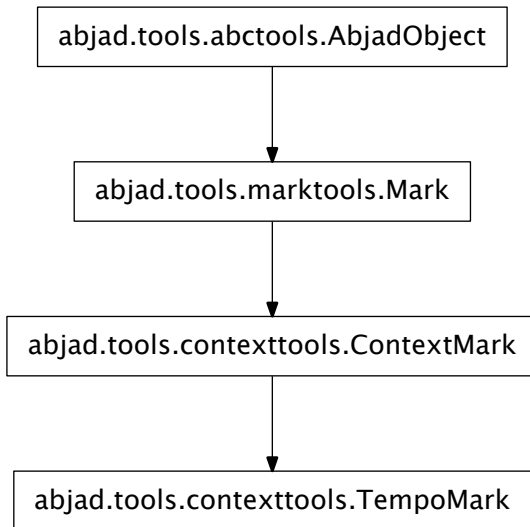 abjad.tools.abctools.AbjadObject
abjad.tools.marktools.Mark
abjad.tools.contexttools.ContextMark
abjad.tools.contexttools.TempoMark